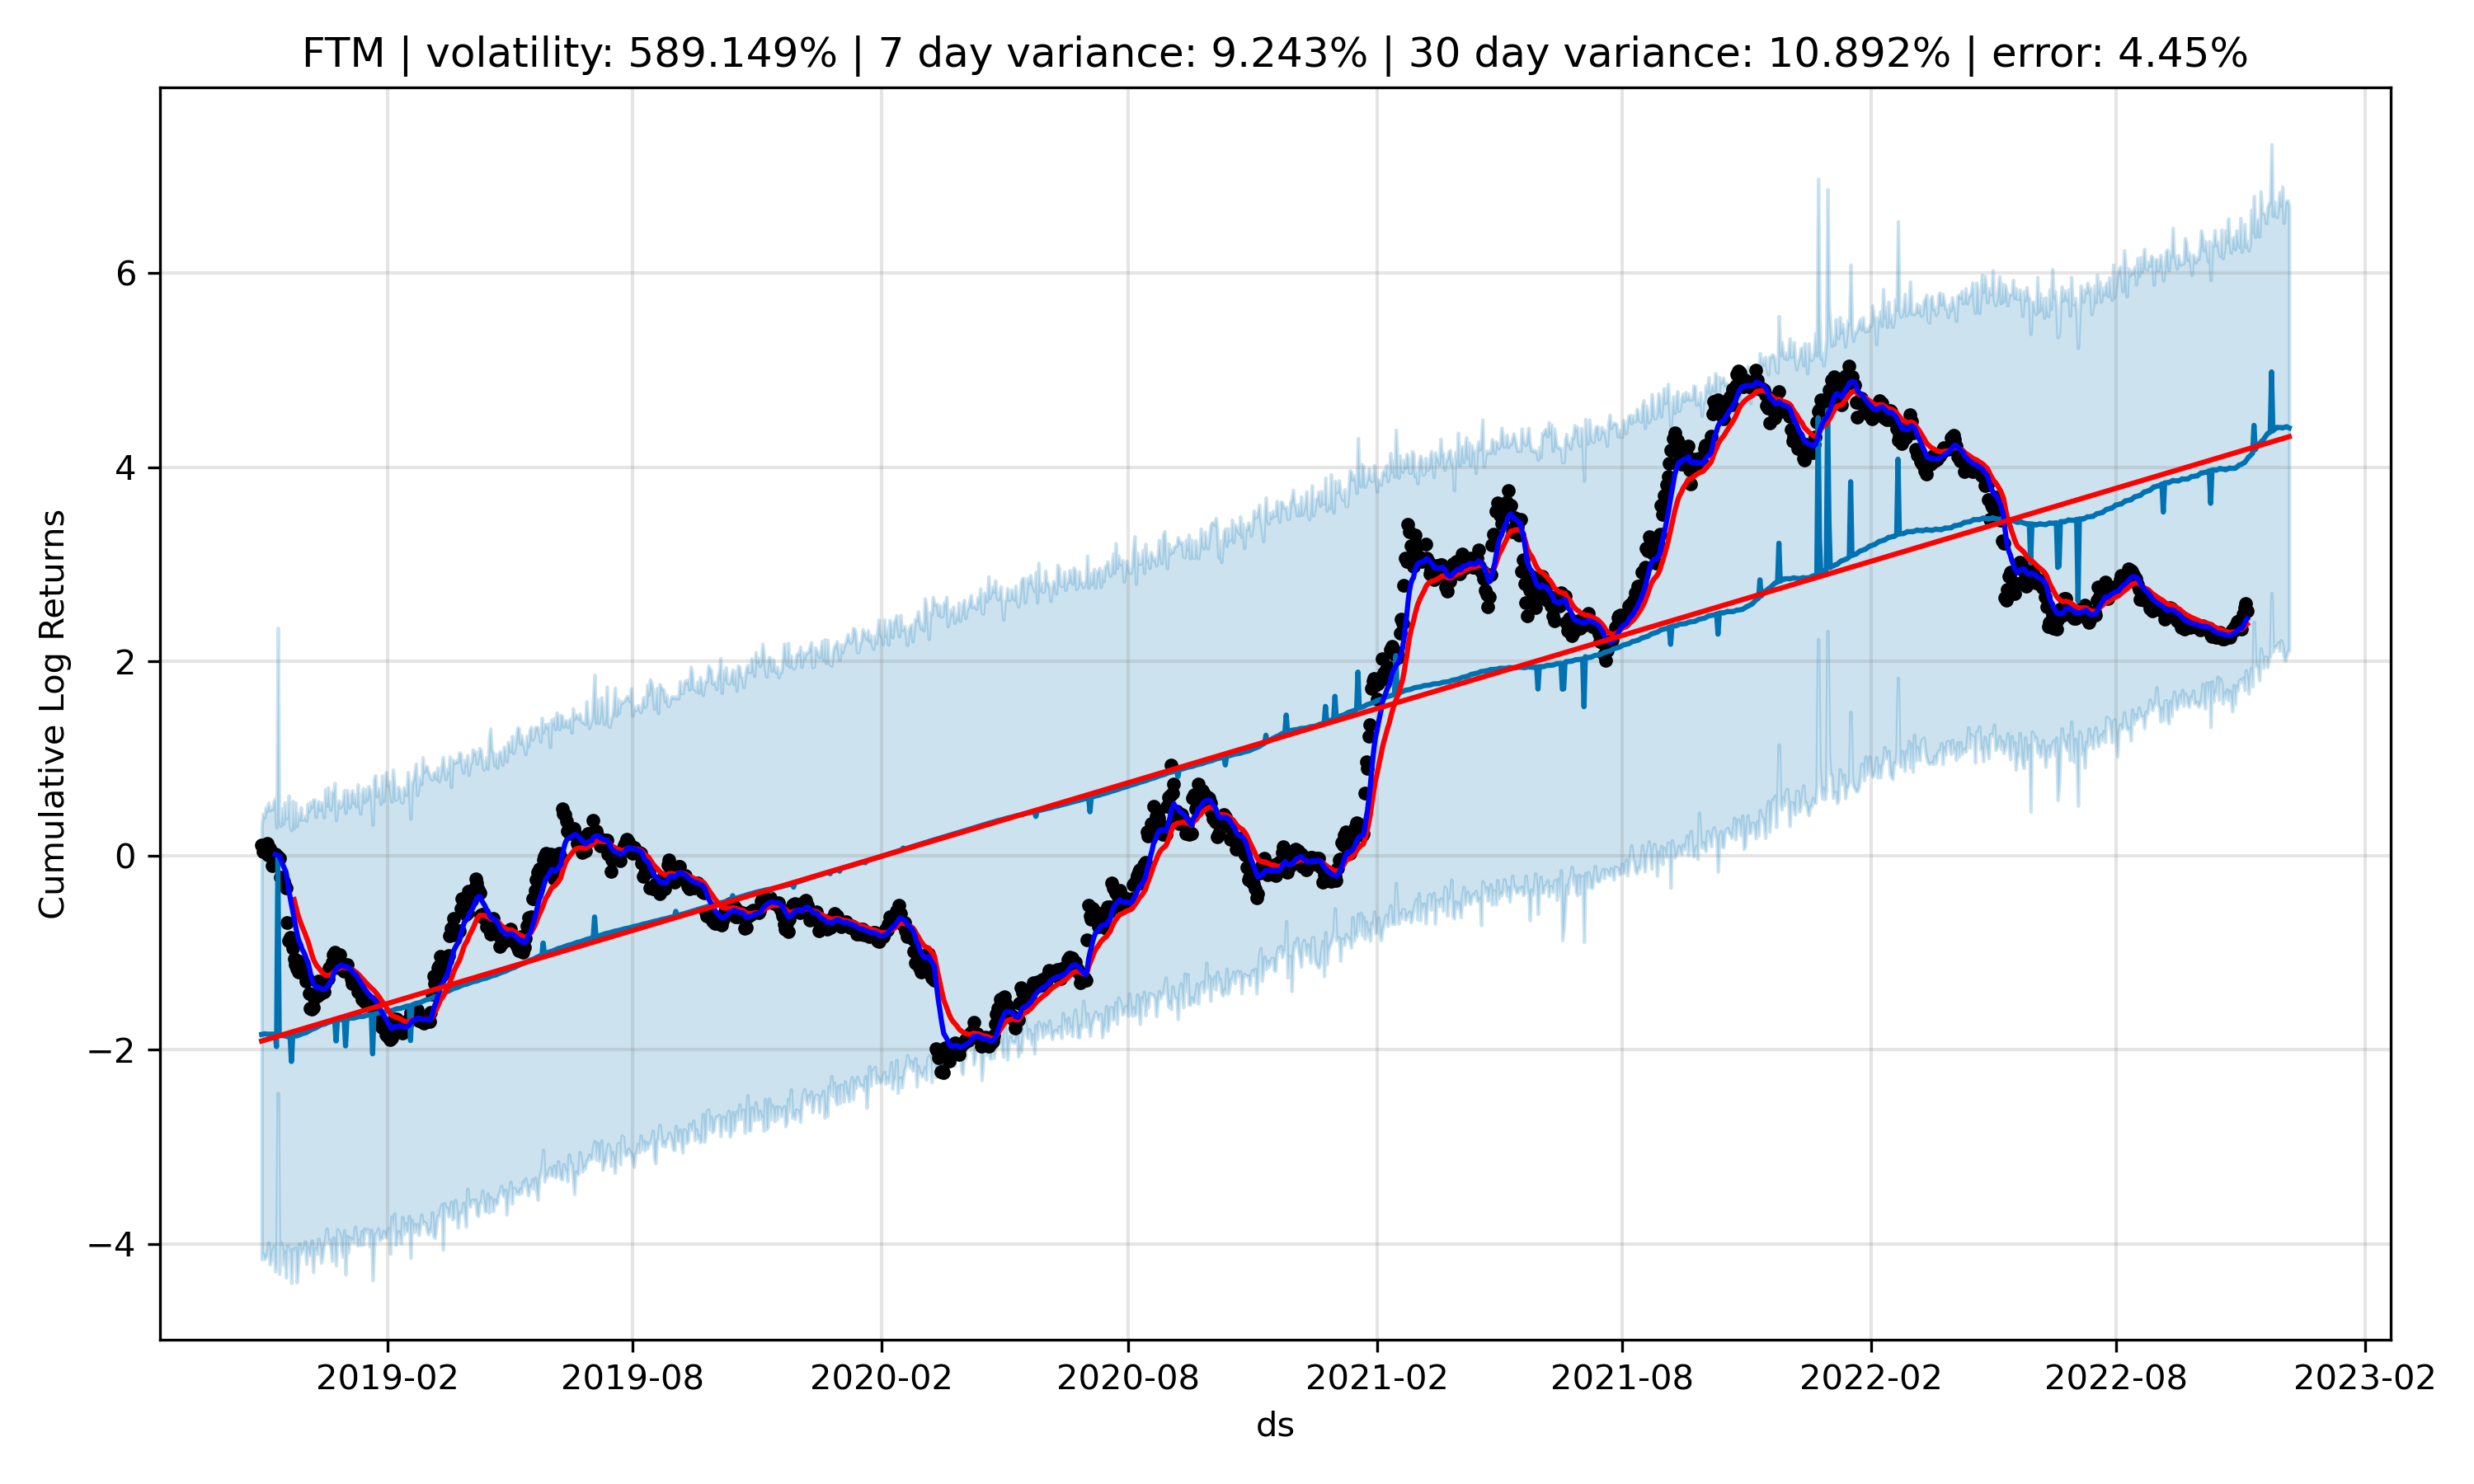 FTM | volatility: 589.149% | 7 day variance: 9.243% | 30 day variance: 10.892% | error: 4.45%
Cumulative Log Returns
6
4
2
0
−2
−4
2019-02 2019-08 2020-02 2020-08 2021-02 2021-08 2022-02 2022-08 2023-02
ds